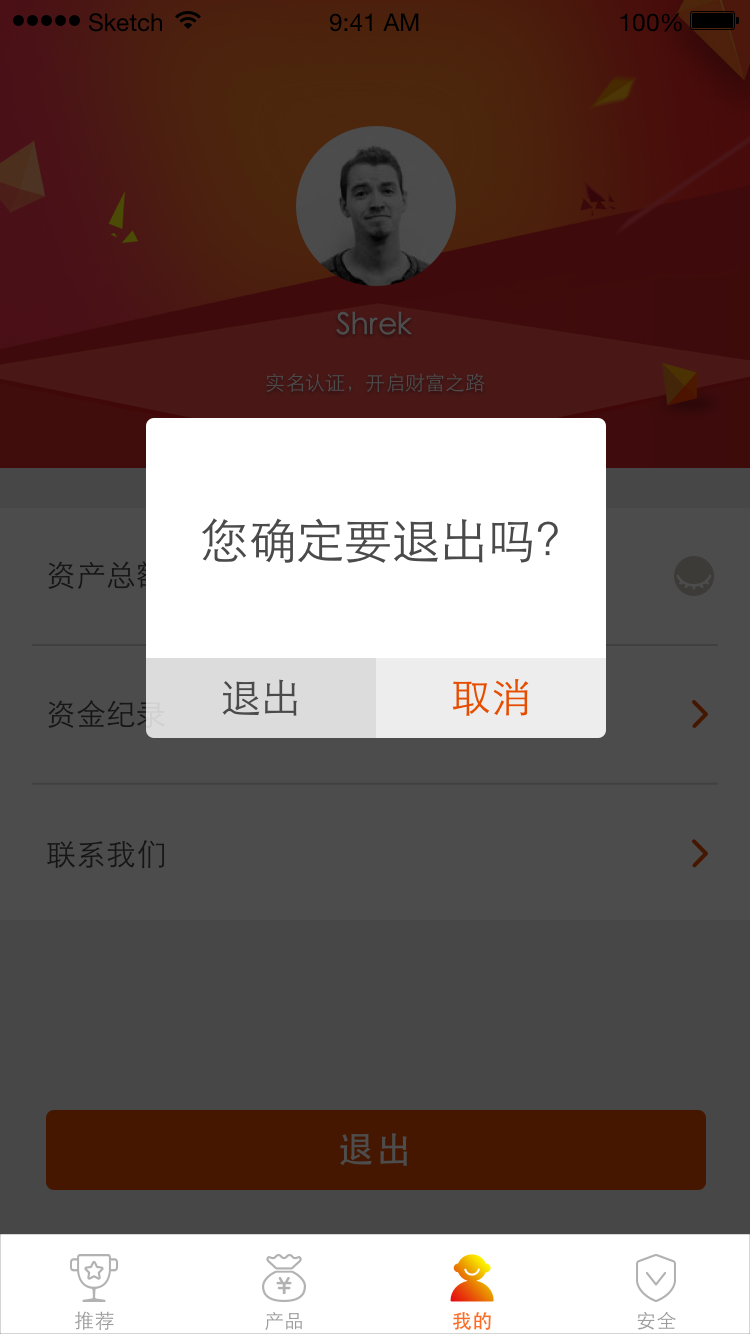 Sketch 9:41 AM 100%
Shrek
实名认证，开启财富之路
您确定要退出吗?
资产总额
退出 取消
资金纪录
联系我们
退出
推荐 产品 我的 安全